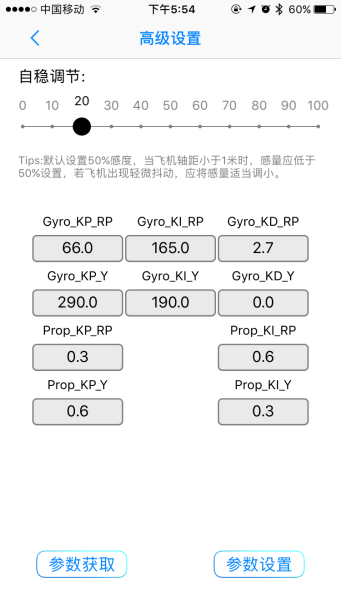 中国移动 下午5:54 60%
高级设置
自稳调节:
0 10 20 30 40 50 60 70 80 90 100
Tips:默认设置50%感度，当飞机轴距小于1米时，感量应低于
50%设置，若飞机出现轻微抖动，应将感量适当调小。
Gyro_KP_RP Gyro_KI_RP Gyro_KD_RP
66.0 165.0 2.7
Gyro_KP_Y Gyro_KI_Y Gyro_KD_Y
290.0 190.0 0.0
Prop_KP_RP Prop_KI_RP
0.3 0.6
Prop_KP_Y Prop_KI_Y
0.6 0.3
参数获取 参数设置